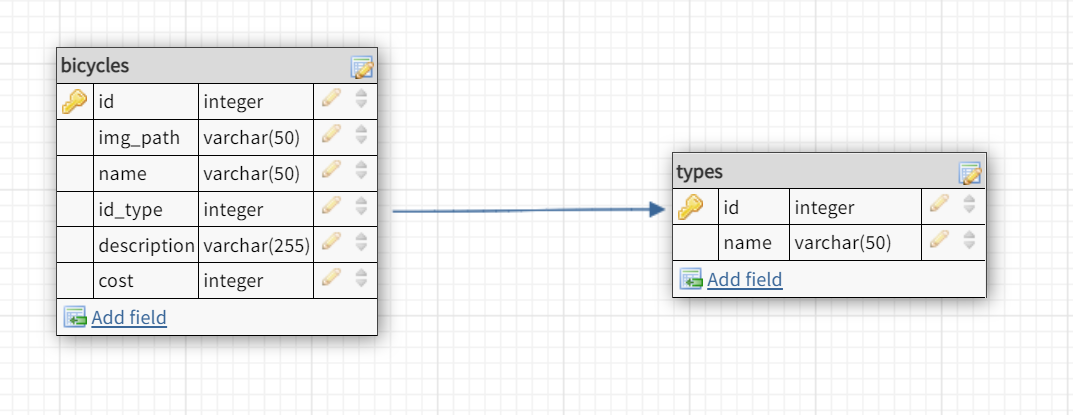 bicycles
id integer
img_path varchar(50)
name varchar(50)
id_type integer
description varchar(255)
cost integer
Add field
types
id integer
name varchar(50)
Add field